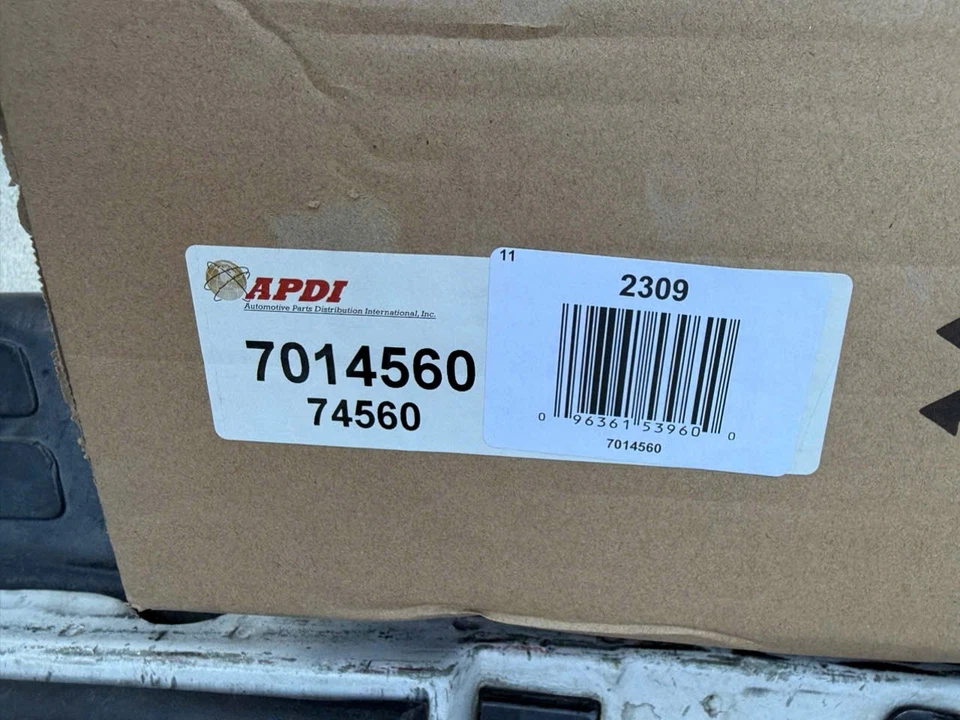 APDI
Automotive Parts Distribution International, Inc.
7014560
74560
11
2309
0 96361 53960 0
7014560